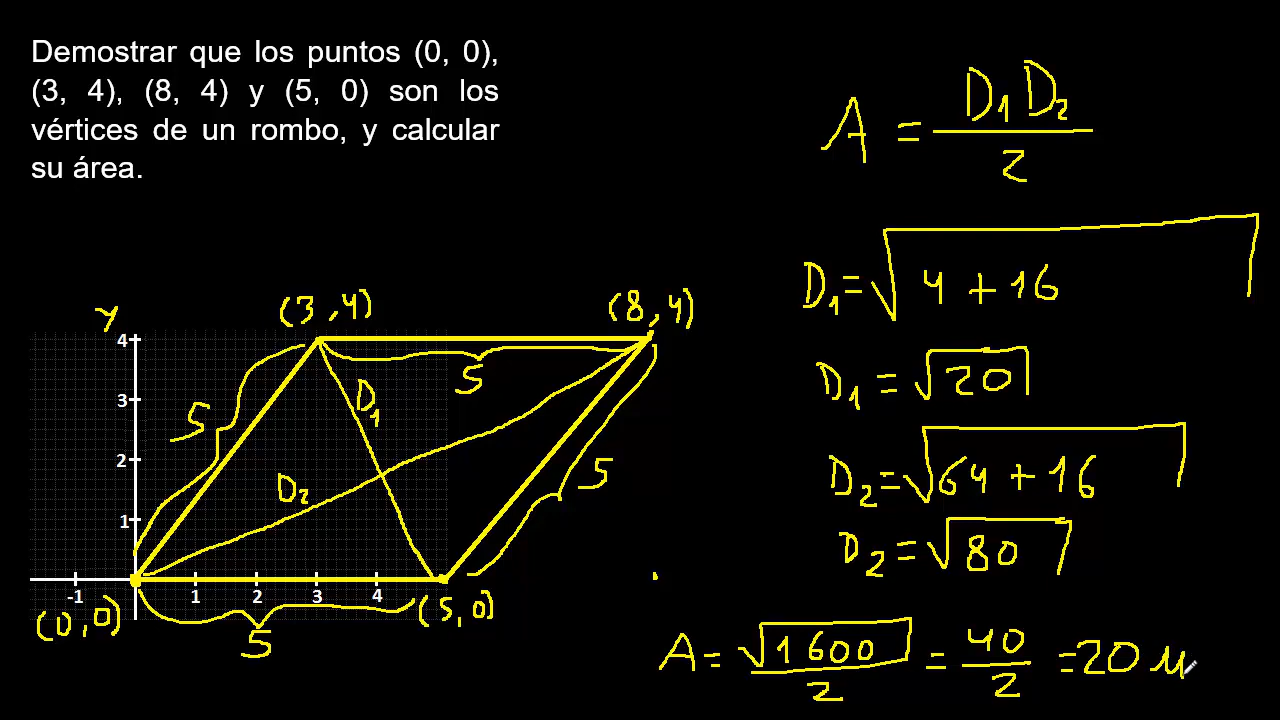 Demostrar que los puntos (0, 0),
(3, 4), (8, 4) y (5, 0) son los
vértices de un rombo, y calcular
su área.
A = D₁D₂/2
D₁ = √(4 + 16)
D₁ = √20
D₂ = √(64 + 16)
D₂ = √80
A = √1600/2 = 40/2 = 20 u
Y
(3, 4)
(8, 4)
4
5
D₁
3
5
2
D₂
5
1
-1
1
2
3
4
(0, 0)
(5, 0)
5